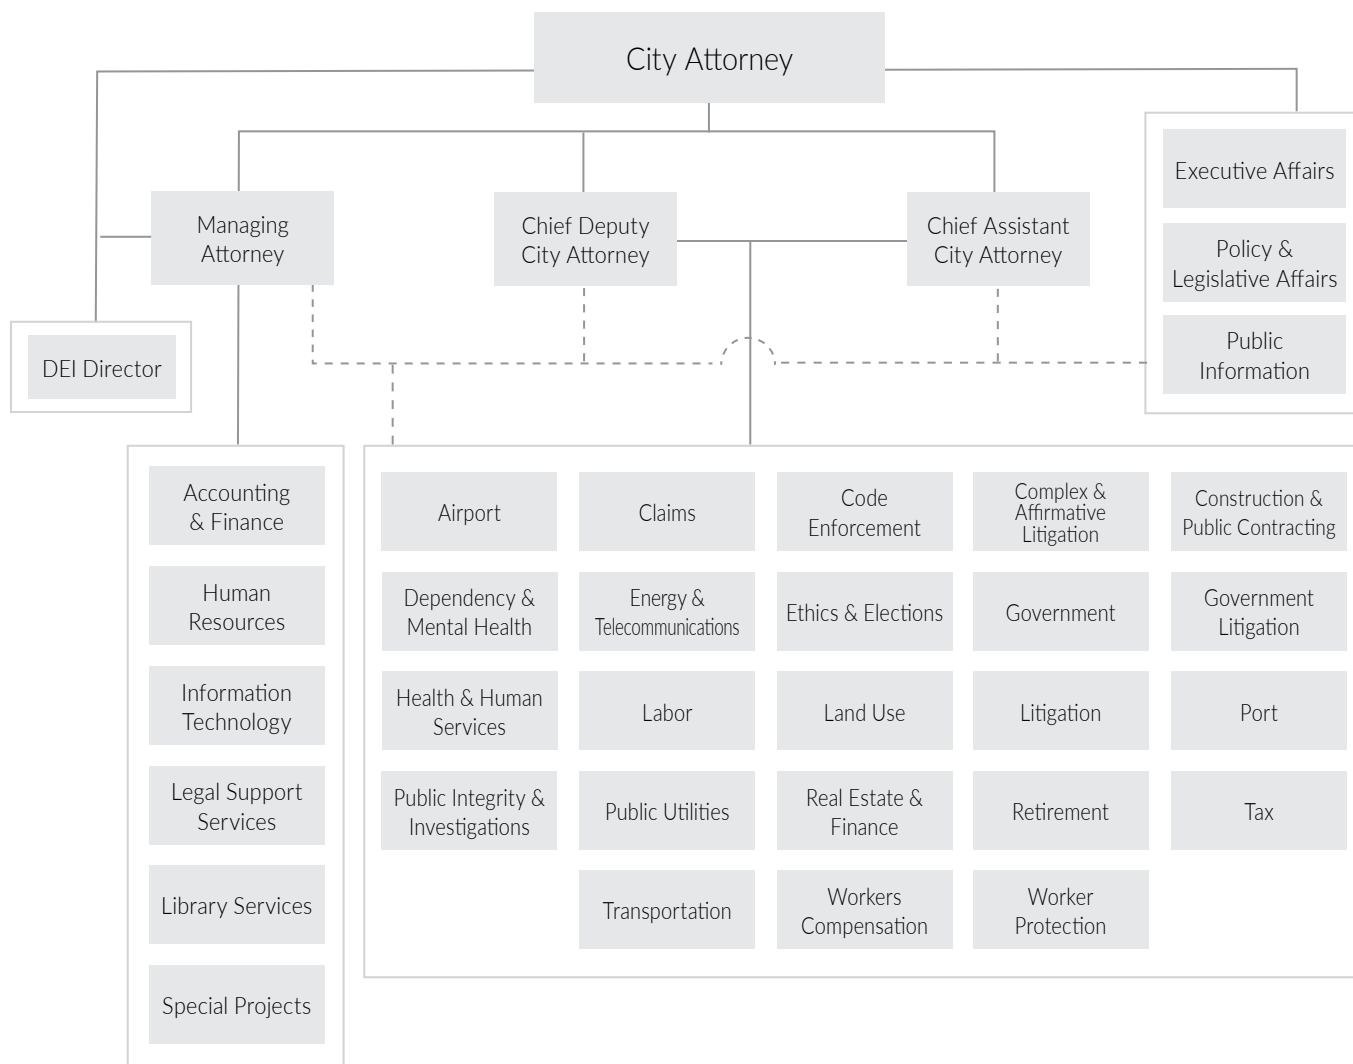 City Attorney
Managing
Attorney
Chief Deputy
City Attorney
Chief Assistant
City Attorney
Executive Affairs
Policy &
Legislative Affairs
Public
Information
DEI Director
Accounting
& Finance
Human
Resources
Information
Technology
Legal Support
Services
Library Services
Special Projects
Airport
Claims
Code
Enforcement
Complex &
Affirmative
Litigation
Construction &
Public Contracting
Dependency &
Mental Health
Energy &
Telecommunications
Ethics & Elections
Government
Government
Litigation
Health & Human
Services
Labor
Land Use
Litigation
Port
Public Integrity &
Investigations
Public Utilities
Real Estate &
Finance
Retirement
Tax
Transportation
Workers
Compensation
Worker
Protection